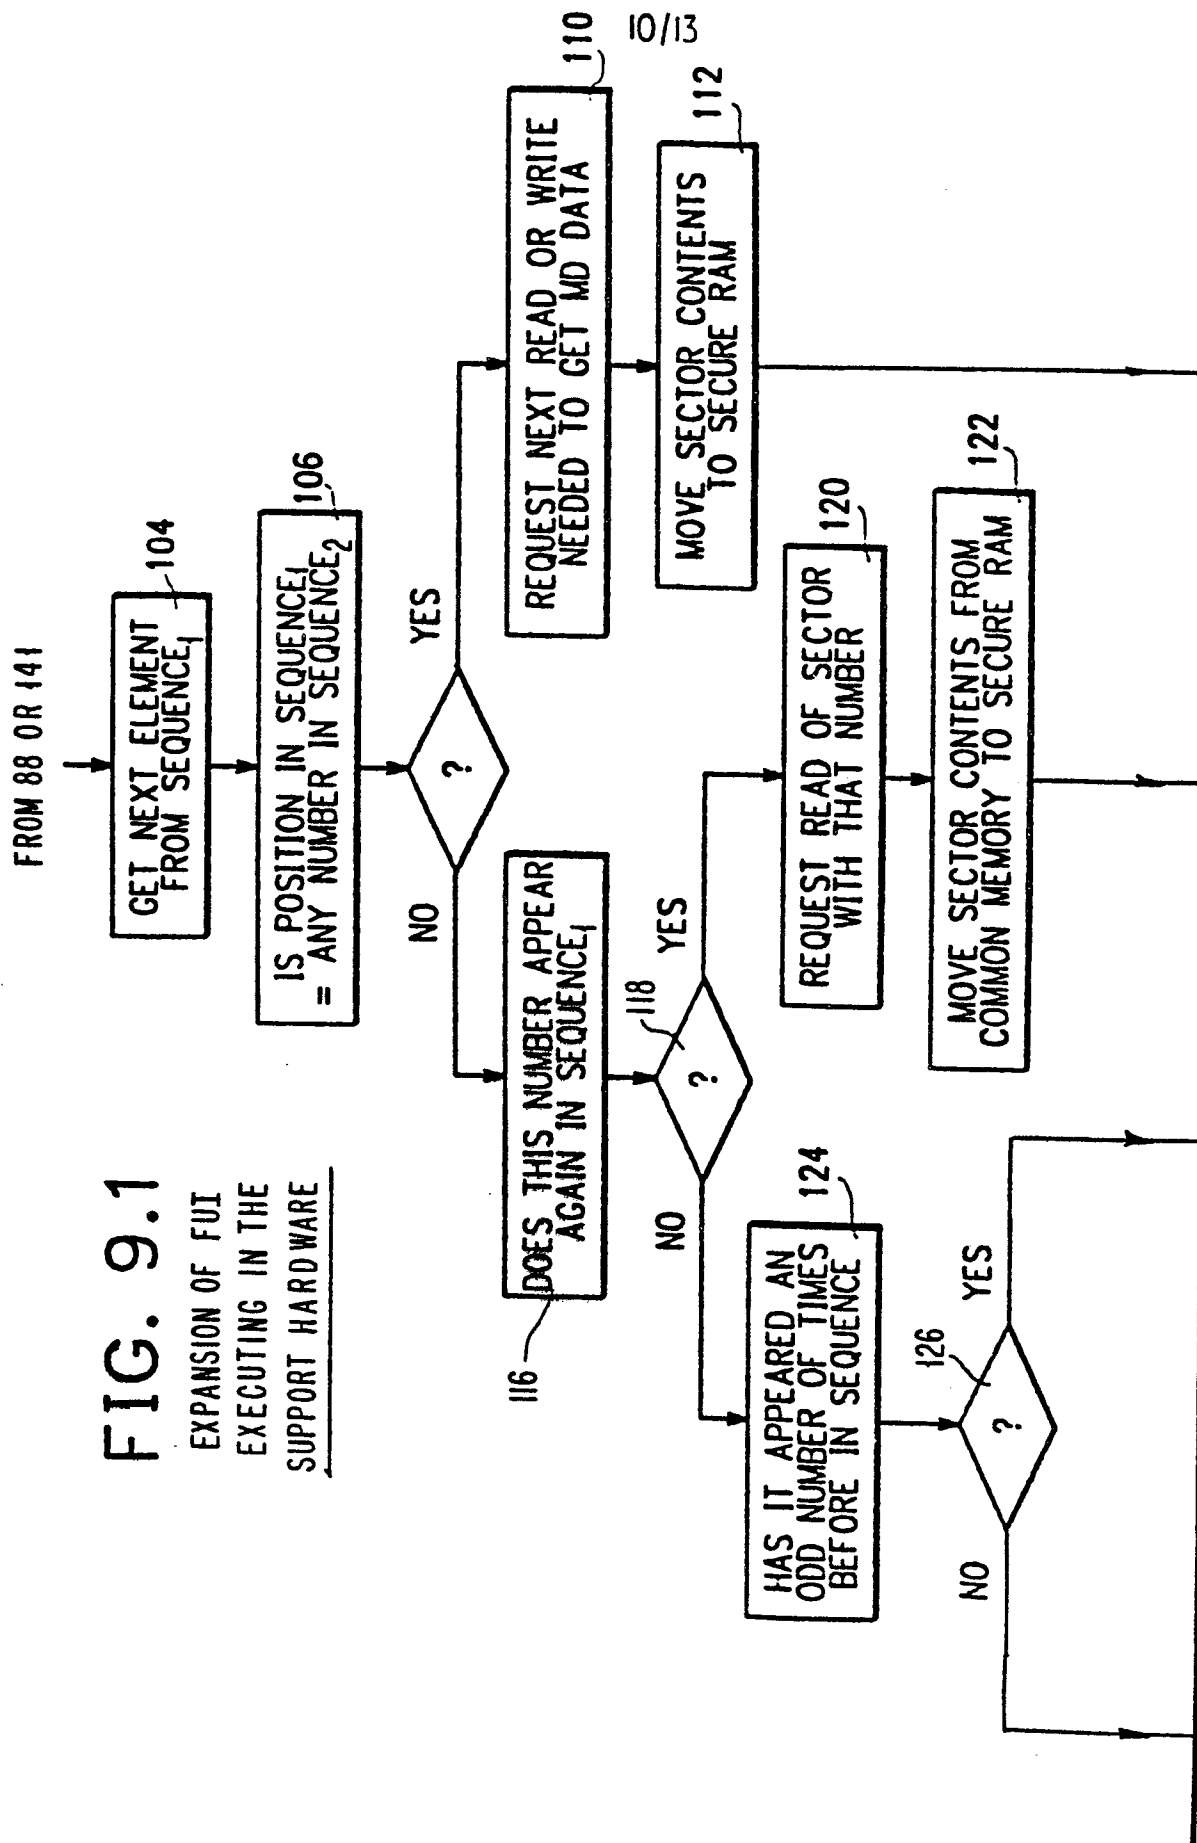 10/13
FIG. 9.1
EXPANSION OF FUI
EXECUTING IN THE
SUPPORT HARDWARE
FROM 88 OR 141
GET NEXT ELEMENT
FROM SEQUENCE1
104
IS POSITION IN SEQUENCE1
= ANY NUMBER IN SEQUENCE2
106
?
NO
YES
116
DOES THIS NUMBER APPEAR
AGAIN IN SEQUENCE1
REQUEST NEXT READ OR WRITE
NEEDED TO GET MD DATA
110
118
?
NO
YES
MOVE SECTOR CONTENTS
TO SECURE RAM
112
HAS IT APPEARED AN
ODD NUMBER OF TIMES
BEFORE IN SEQUENCE
124
REQUEST READ OF SECTOR
WITH THAT NUMBER
120
126
?
NO
YES
MOVE SECTOR CONTENTS FROM
COMMON MEMORY TO SECURE RAM
122